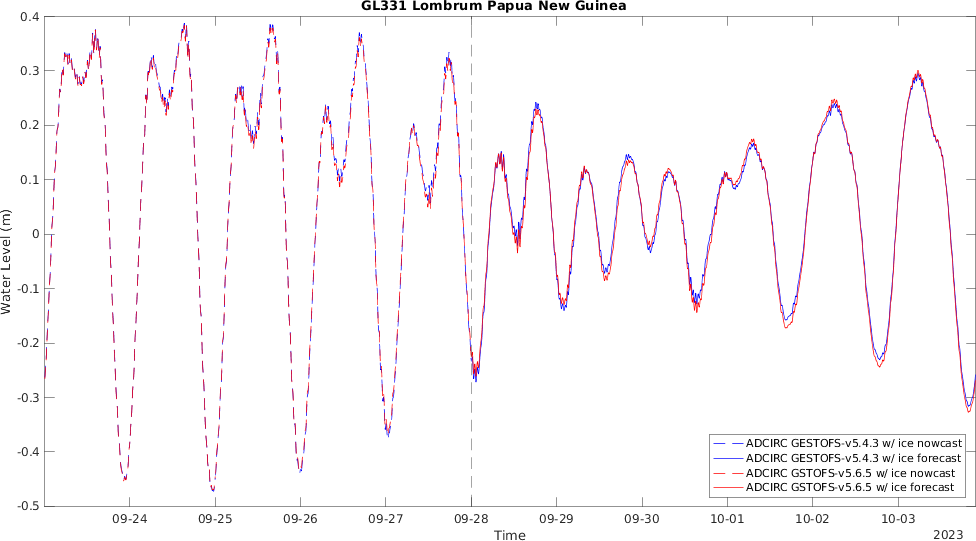 GL331 Lombrum Papua New Guinea
0.4
0.3
0.2
0.1
0
-0.1
-0.2
-0.3
-0.4
-0.5
Water Level (m)
ADCIRC GESTOFS-v5.4.3 w/ ice nowcast
ADCIRC GESTOFS-v5.4.3 w/ ice forecast
ADCIRC GSTOFS-v5.6.5 w/ ice nowcast
ADCIRC GSTOFS-v5.6.5 w/ ice forecast
09-24 09-25 09-26 09-27 09-28 09-29 09-30 10-01 10-02 10-03
Time
2023